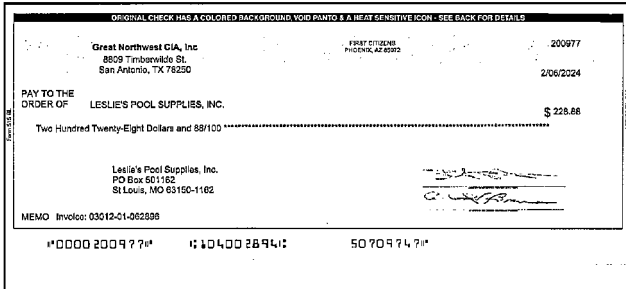 ORIGINAL CHECK HAS A COLORED BACKGROUND, VOID PANTO & A HEAT SENSITIVE ICON - SEE BACK FOR DETAILS
Great Northwest CIA, Inc
8809 Timberwilde St.
San Antonio, TX 78250
FIRST CITIZENS
PHOENIX, AZ 85072
200977
2/06/2024
PAY TO THE
ORDER OF LESLIE'S POOL SUPPLIES, INC.
$ 228.88
Two Hundred Twenty-Eight Dollars and 88/100
Leslie's Pool Supplies, Inc.
PO Box 501162
St Louis, MO 63150-1162
MEMO Invoice: 03012-01-062896
⑈0000200977⑈ ⑆104002894⑆ 50709747⑈